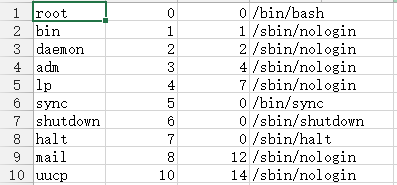 1 root 0 0 /bin/bash
2 bin 1 1 /sbin/nologin
3 daemon 2 2 /sbin/nologin
4 adm 3 4 /sbin/nologin
5 lp 4 7 /sbin/nologin
6 sync 5 0 /bin/sync
7 shutdown 6 0 /sbin/shutdown
8 halt 7 0 /sbin/halt
9 mail 8 12 /sbin/nologin
10 uucp 10 14 /sbin/nologin